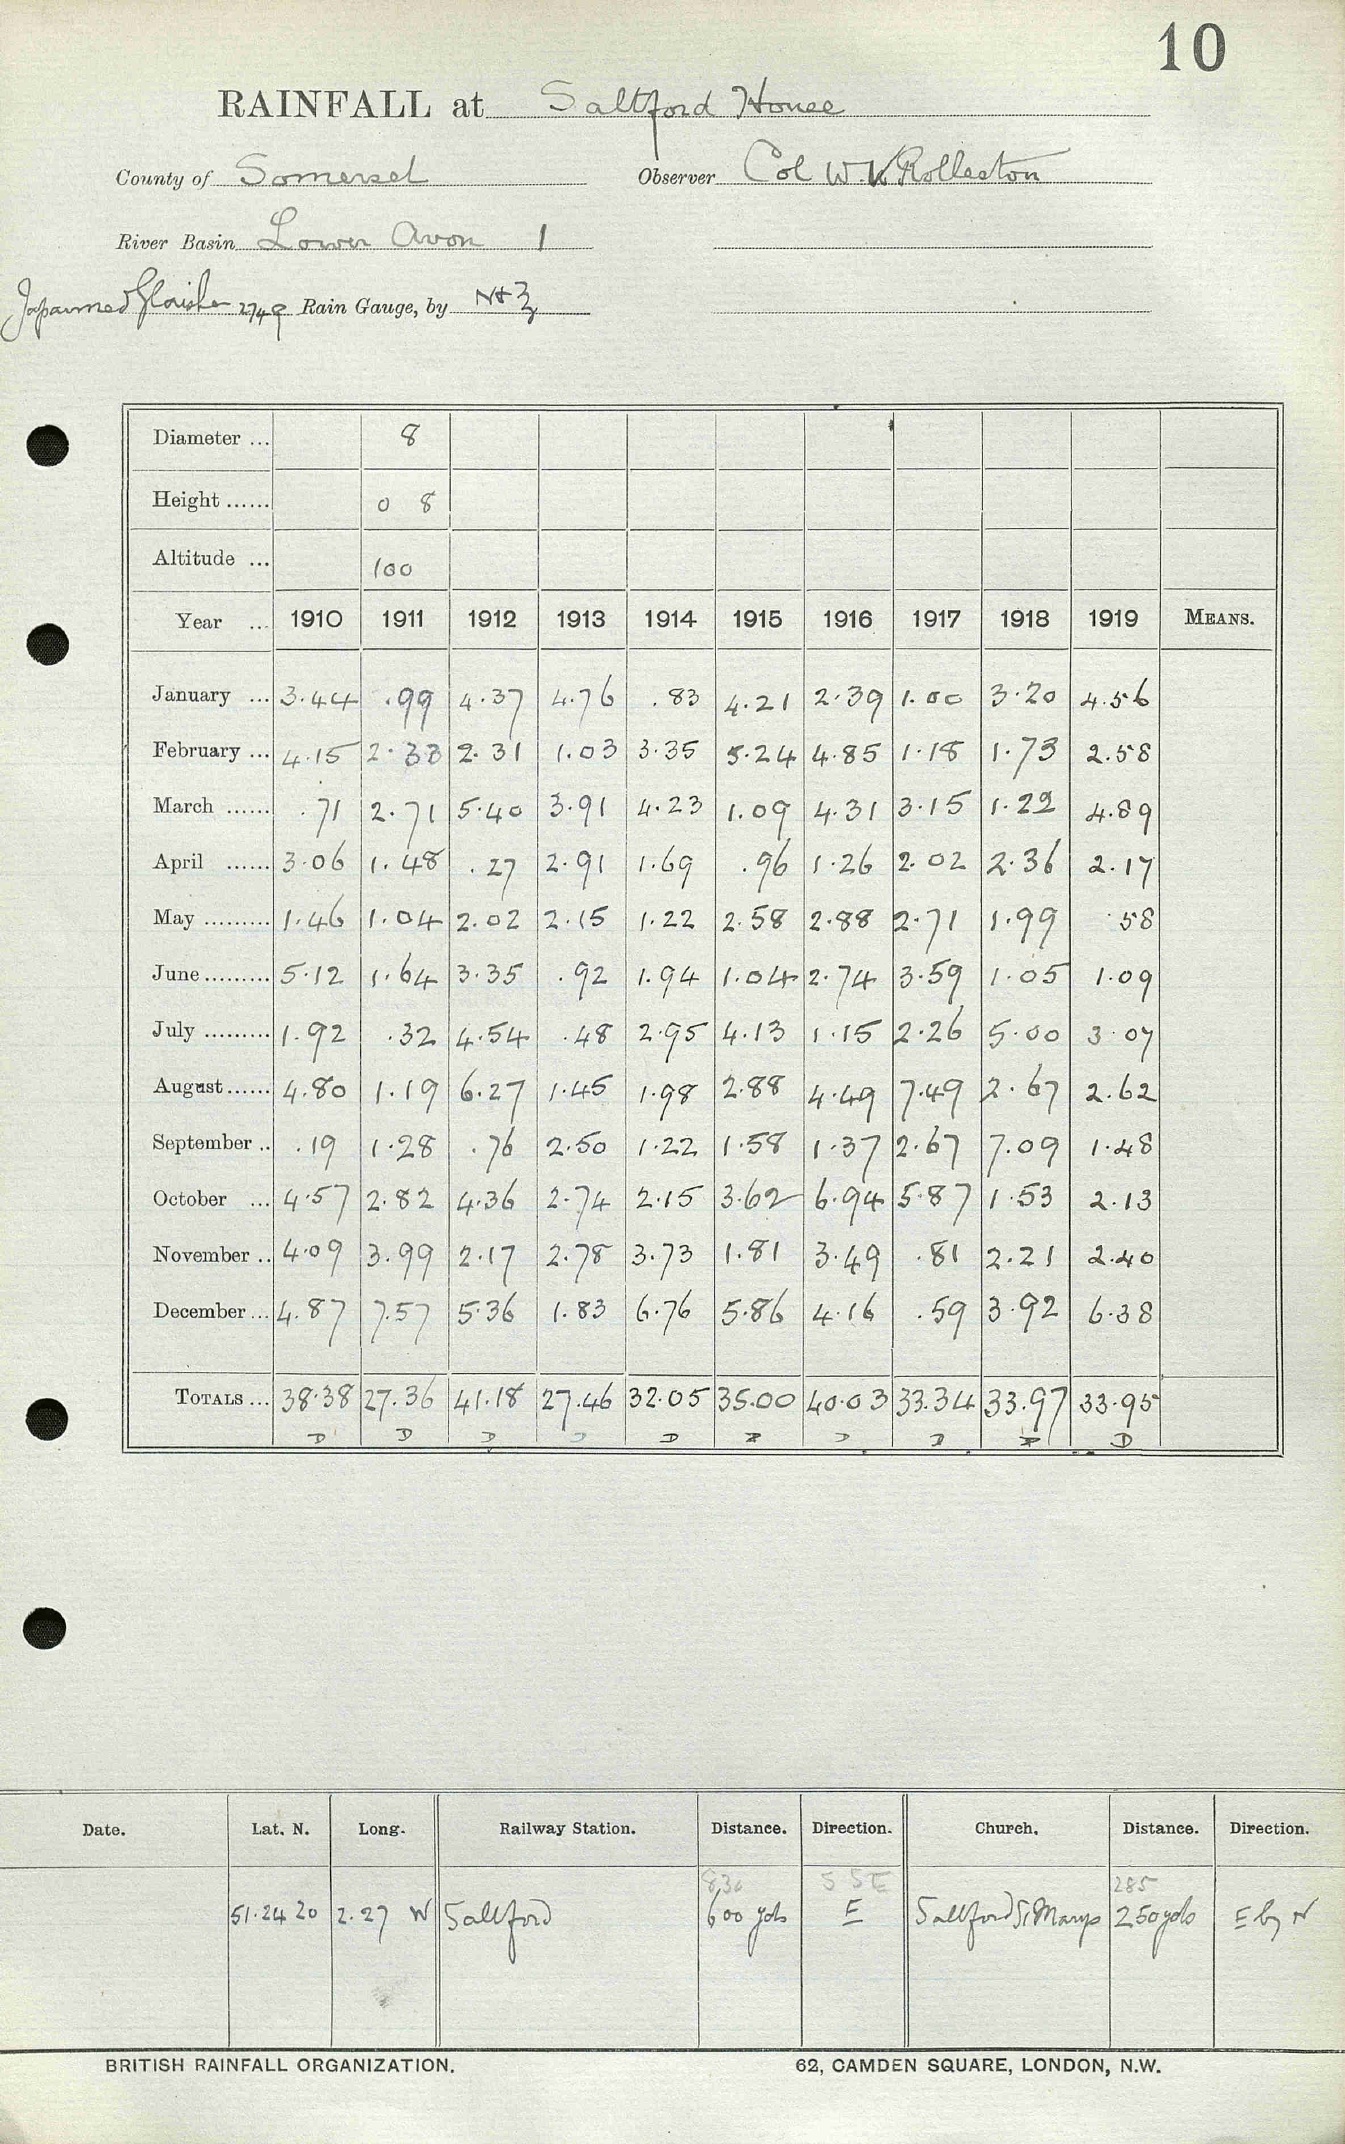 10
RAINFALL at Saltford House
County of Somerset Observer Col W. K Rolleston
River Basin Lower Avon 1
Japanned Glaisher 2749 Rain Gauge, by N & Z
Diameter ... 8
Height ...... 0 8
Altitude ... 100
Year ... 1910 1911 1912 1913 1914 1915 1916 1917 1918 1919 MEANS.
January ... 3.44 .99 4.37 4.76 .83 4.21 2.39 1.00 3.20 4.56
February ... 4.15 2.33 2.31 1.03 3.35 5.24 4.85 1.18 1.73 2.58
March ...... .71 2.71 5.40 3.91 4.23 1.09 4.31 3.15 1.22 4.89
April ...... 3.06 1.48 .27 2.91 1.69 .96 1.26 2.02 2.36 2.17
May ......... 1.46 1.04 2.02 2.15 1.22 2.58 2.88 2.71 1.99 .58
June ......... 5.12 1.64 3.35 .92 1.94 1.04 2.74 3.59 1.05 1.09
July ......... 1.92 .32 4.54 .48 2.95 4.13 1.15 2.26 5.00 3.07
August ...... 4.80 1.19 6.27 1.45 1.98 2.88 4.49 7.49 2.67 2.62
September .. .19 1.28 .76 2.50 1.22 1.58 1.37 2.67 7.09 1.48
October ... 4.57 2.82 4.36 2.74 2.15 3.62 6.94 5.87 1.53 2.13
November .. 4.09 3.99 2.17 2.78 3.73 1.81 3.49 .81 2.21 2.40
December ... 4.87 7.57 5.36 1.83 6.76 5.86 4.16 .59 3.92 6.38
TOTALS ... 38.38 27.36 41.18 27.46 32.05 35.00 40.03 33.34 33.97 33.95
D D D D D D D D D D
Date. Lat. N. Long. Railway Station. Distance. Direction. Church. Distance. Direction.
830 SSE 285
51.24 20 2.27 W Saltford 600 yds E Saltford St Marys 250 yds E by N
BRITISH RAINFALL ORGANIZATION. 62, CAMDEN SQUARE, LONDON, N.W.